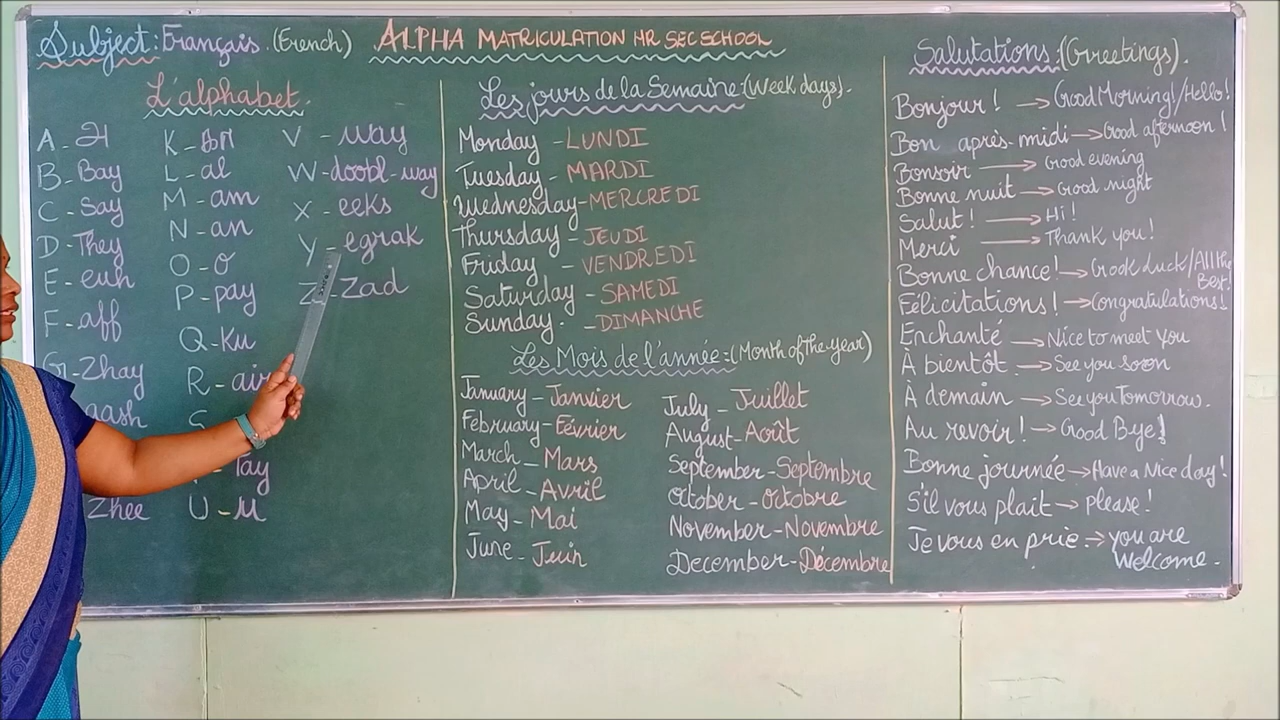 Subject: Français (French)
ALPHA MATRICULATION HR SEC SCHOOL
L'alphabet.
A - அ
B - Bay
C - Say
D - They
E - euh
F - aff
G - Zhay
aash
Zhee
K - கா
L - al
M - am
N - an
O - o
P - pay
Q - Ku
R - air
S
Tay
U - u
V - way
W - doobl-way
X - eeks
Y - egrak
Z - Zad
Les jours de la Semaine: (Week days).
Monday - LUNDI
Tuesday - MARDI
Wednesday - MERCREDI
Thursday - JEUDI
Friday - VENDREDI
Saturday - SAMEDI
Sunday. - DIMANCHE
Les Mois de l'année: (Month of the year)
January - Janvier
February - Février
March - Mars
April - Avril
May - Mai
June - Juin
July - Juillet
August - Août
September - Septembre
October - Octobre
November - Novembre
December - Décembre
Salutations: (Greetings).
Bonjour! → Good Morning!/Hello!
Bon après-midi → Good afternoon!
Bonsoir → Good evening
Bonne nuit → Good night
Salut! → Hi!
Merci → Thank you!
Bonne chance! → Gook Luck/All the Best!
Félicitations! → Congratulations!
Enchanté → Nice to meet you
À bientôt → See you soon
À demain → See you Tomorrow.
Au revoir! → Good Bye!
Bonne journée → Have a Nice day!
S'il vous plait → please!
Je vous en prie. → you are
Welcome.